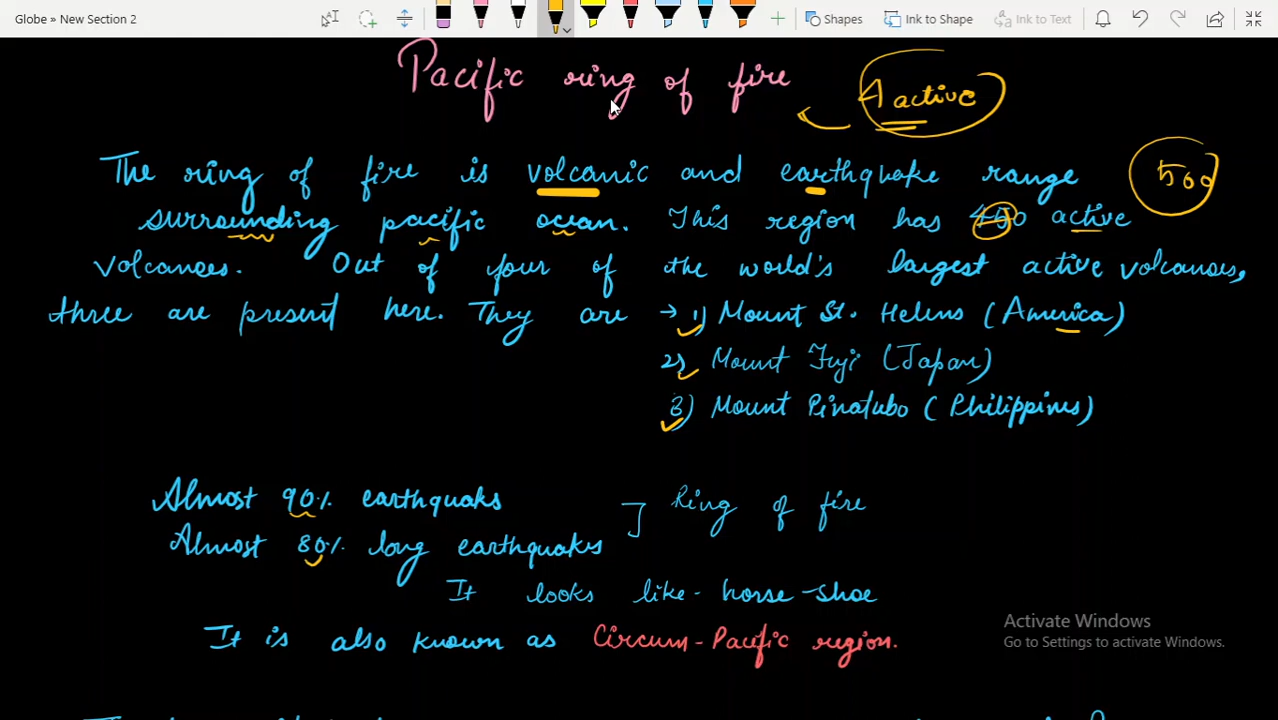 Globe » New Section 2
Shapes
Ink to Shape
Ink to Text
Pacific ring of fire
4 active
The ring of fire is volcanic and earthquake range
500
surrounding pacific ocean. This region has 450 active
volcanoes. Out of four of the world's largest active volcanoes,
three are present here. They are → 1) Mount St. Helens (America)
2) Mount Fuji (Japan)
3) Mount Pinatubo (Philippines)
Almost 90% earthquaks
Ring of fire
Almost 80% long earthquakes
It looks like - horse-shoe
It is also known as Circum-Pacific region.
Activate Windows
Go to Settings to activate Windows.